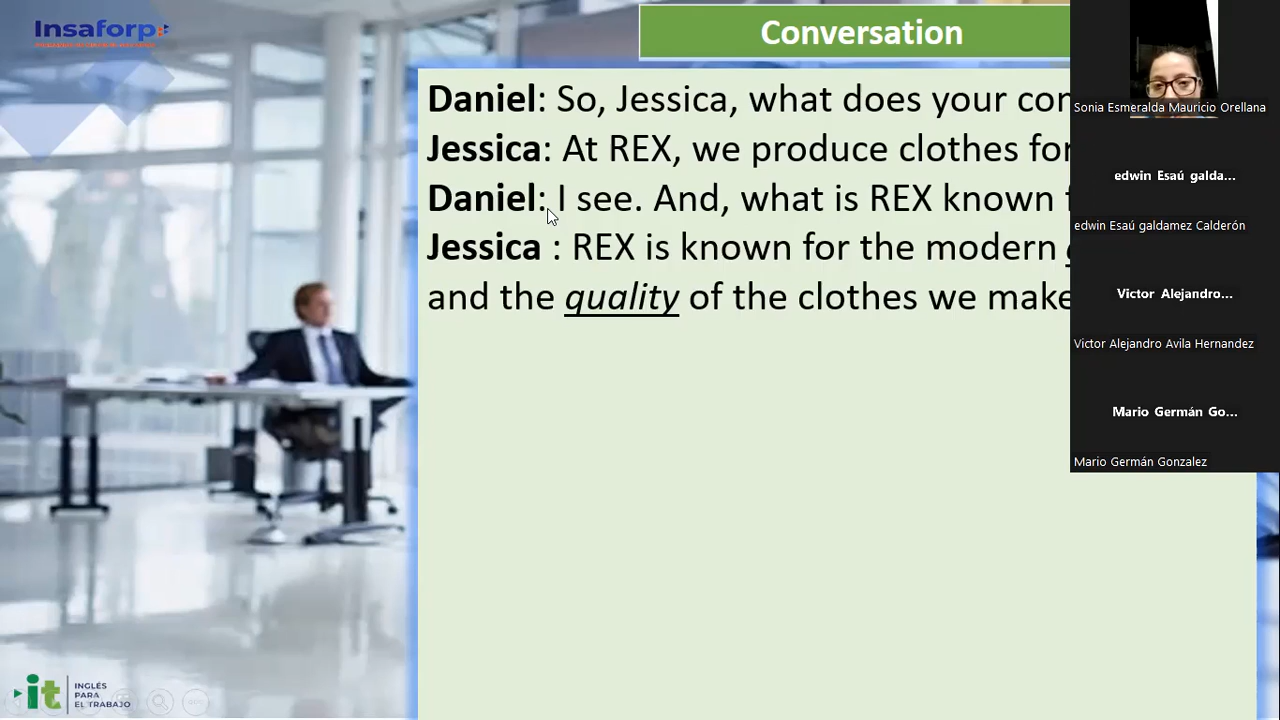 Insaforp
Conversation
Daniel: So, Jessica, what does your
Jessica: At REX, we produce clothes for
Daniel: I see. And, what is REX known
Jessica : REX is known for the modern
and the quality of the clothes we make
Sonia Esmeralda Mauricio Orellana
edwin Esaú galda...
edwin Esaú galdamez Calderón
Victor Alejandro...
Victor Alejandro Avila Hernandez
Mario Germán Go...
Mario Germán Gonzalez
it
INGLÉS
PARA
EL TRABAJO